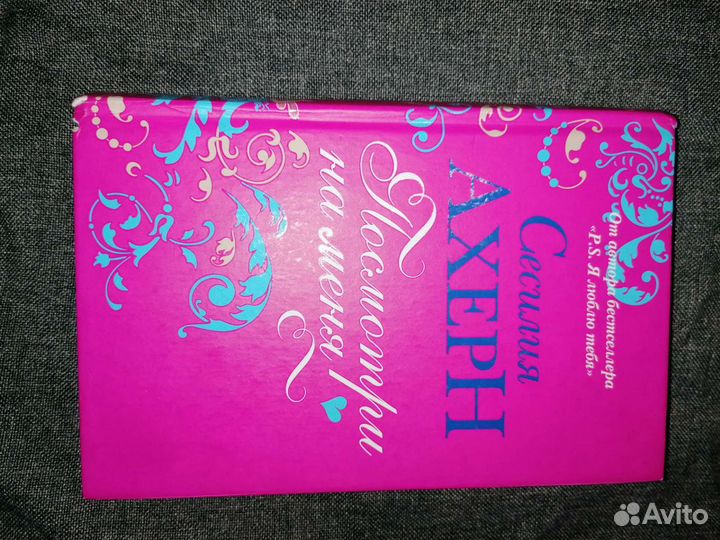 От автора бестселлера
«P.S. Я люблю тебя»
Сесилия
АХЕРН
Посмотри
на меня
Avito